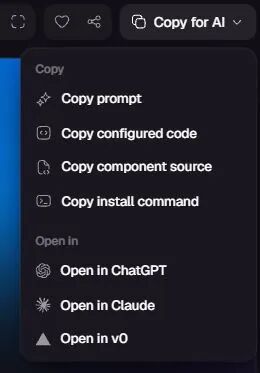 Copy for AI
Copy
Copy prompt
Copy configured code
Copy component source
Copy install command
Open in
Open in ChatGPT
Open in Claude
Open in v0